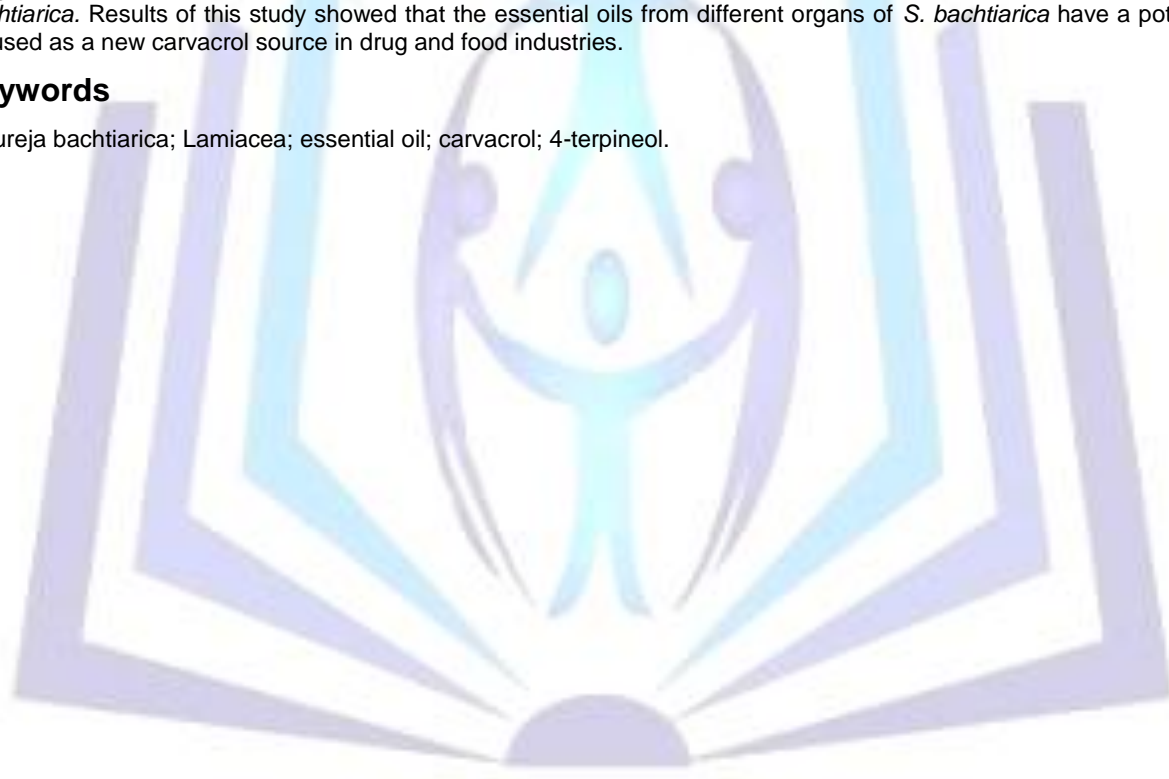 htiarica. Results of this study showed that the essential oils from different organs of S. bachtiarica have a pot
used as a new carvacrol source in drug and food industries.
ywords
ureja bachtiarica; Lamiacea; essential oil; carvacrol; 4-terpineol.